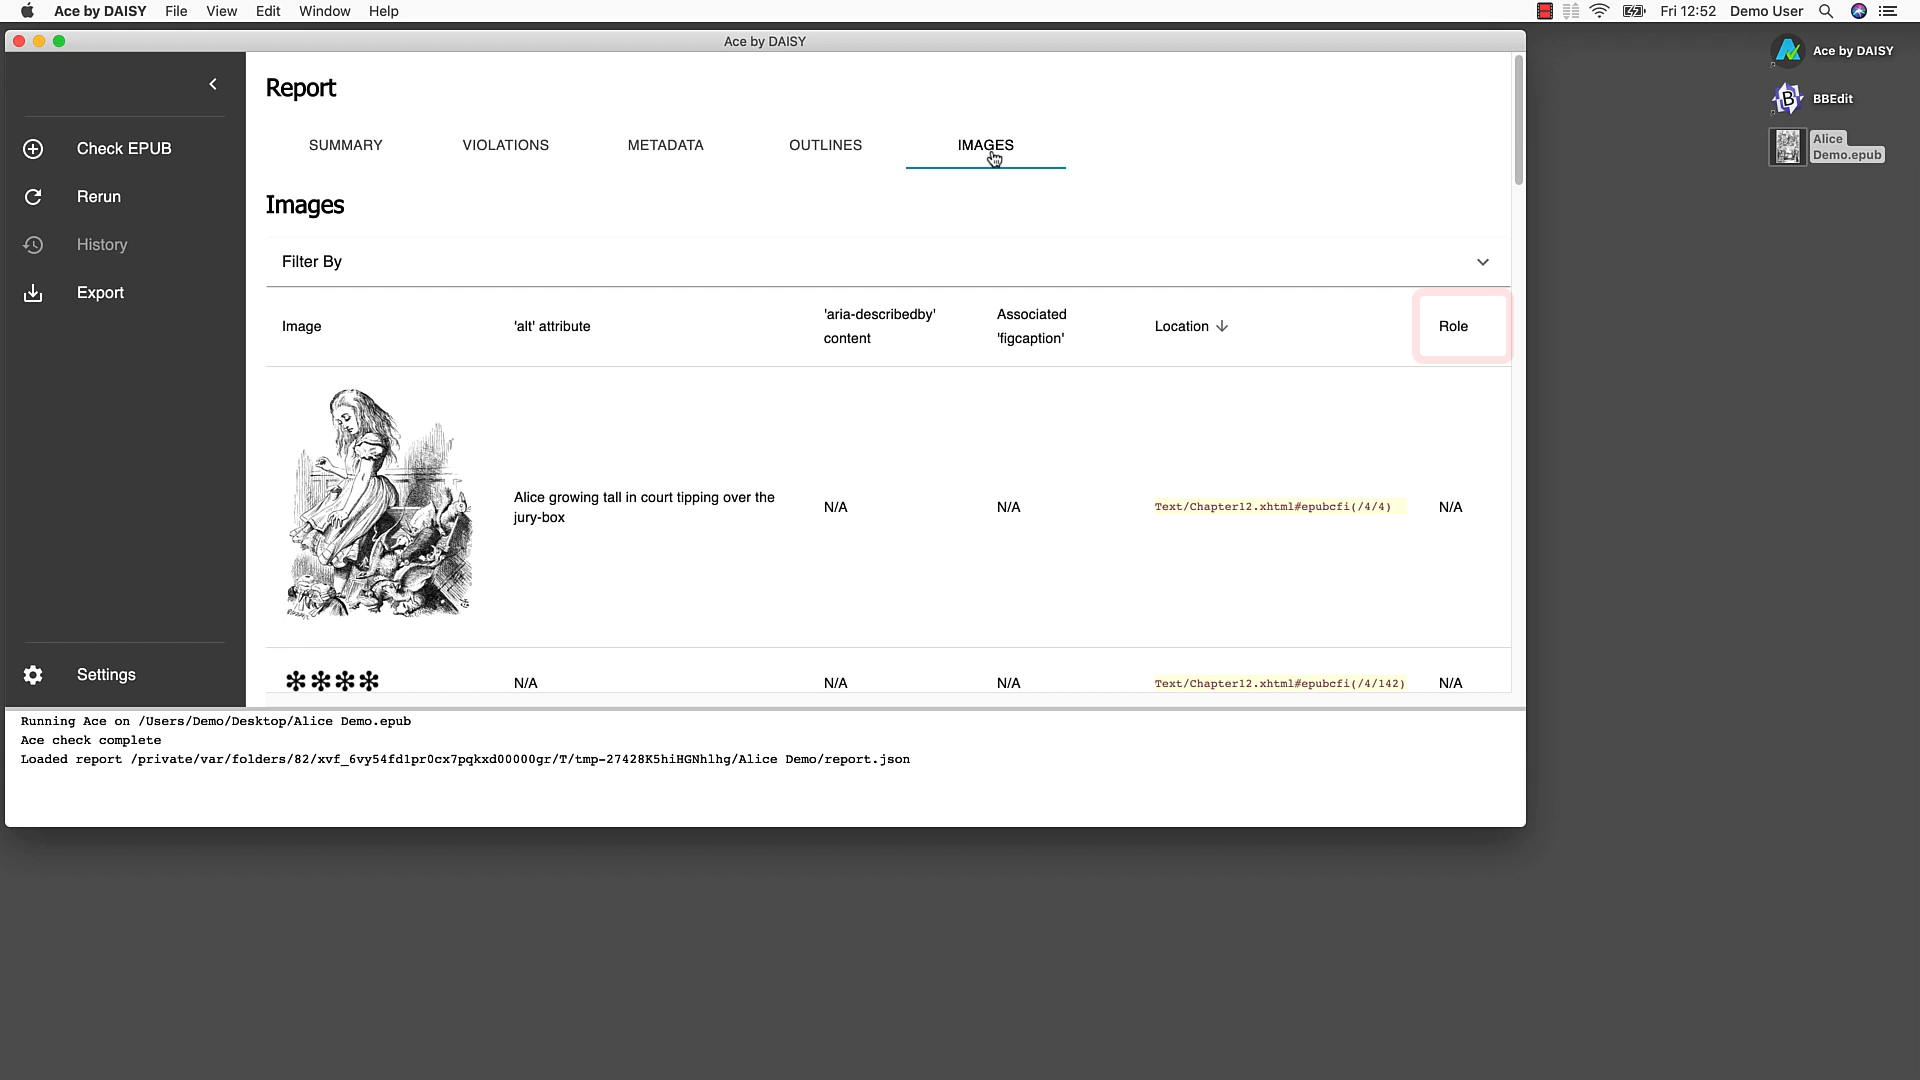 Ace by DAISY File View Edit Window Help Fri 12:52 Demo User
Ace by DAISY
Ace by DAISY
BBEdit
Alice
Demo.epub
Check EPUB
Rerun
History
Export
Settings
Report
SUMMARY VIOLATIONS METADATA OUTLINES IMAGES
Images
Filter By
Image 'alt' attribute 'aria-describedby' content Associated 'figcaption' Location Role
Alice growing tall in court tipping over the
jury-box
N/A N/A Text/Chapter12.xhtml#epubcfi(/4/4) N/A
✻✻✻✻ N/A N/A N/A Text/Chapter12.xhtml#epubcfi(/4/142) N/A
Running Ace on /Users/Demo/Desktop/Alice Demo.epub
Ace check complete
Loaded report /private/var/folders/82/xvf_6vy54fd1pr0cx7pqkxd00000gr/T/tmp-27428K5hiHGNhlhg/Alice Demo/report.json